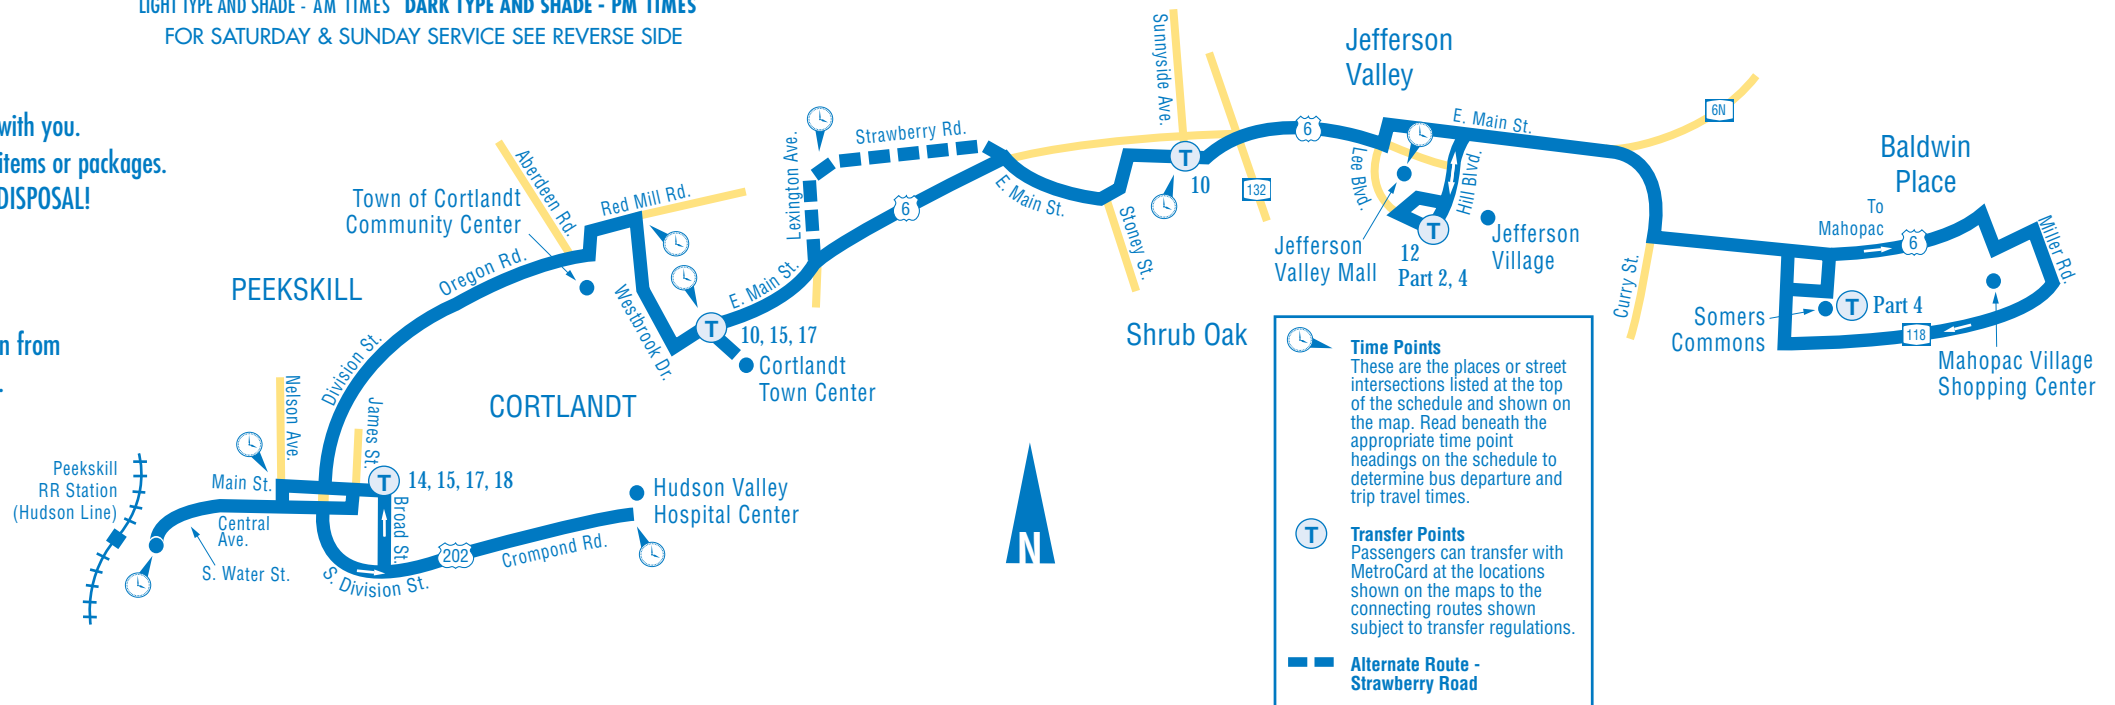 LIGHT TYPE AND SHADE - AM TIMES DARK TYPE AND SHADE - PM TIMES
FOR SATURDAY & SUNDAY SERVICE SEE REVERSE SIDE
with you.
items or packages.
DISPOSAL!
n from
Jefferson
Valley
Sunnyside Ave.
6N
E. Main St.
Baldwin
Place
Strawberry Rd.
Lexington Ave.
6
Aberdeen Rd.
Town of Cortlandt
Community Center
Red Mill Rd.
T
10
132
Lee Blvd.
Hill Blvd.
To
Mahopac
6
Miller Rd.
E. Main St.
Stoney St.
6
T
Jefferson
Village
Jefferson
Valley Mall
12
Part 2, 4
Oregon Rd.
PEEKSKILL
Westbrook Dr.
E. Main St.
T
10, 15, 17
Cortlandt
Town Center
Curry St.
Somers
Commons
T
Part 4
118
Mahopac Village
Shopping Center
Shrub Oak
Division St.
Nelson Ave.
James St.
CORTLANDT
Peekskill
RR Station
(Hudson Line)
Main St.
T
14, 15, 17, 18
Broad St.
Central
Ave.
S. Water St.
S. Division St.
202
Crompond Rd.
Hudson Valley
Hospital Center
N
Time Points
These are the places or street
intersections listed at the top
of the schedule and shown on
the map. Read beneath the
appropriate time point
headings on the schedule to
determine bus departure and
trip travel times.
T
Transfer Points
Passengers can transfer with
MetroCard at the locations
shown on the maps to the
connecting routes shown
subject to transfer regulations.
Alternate Route -
Strawberry Road